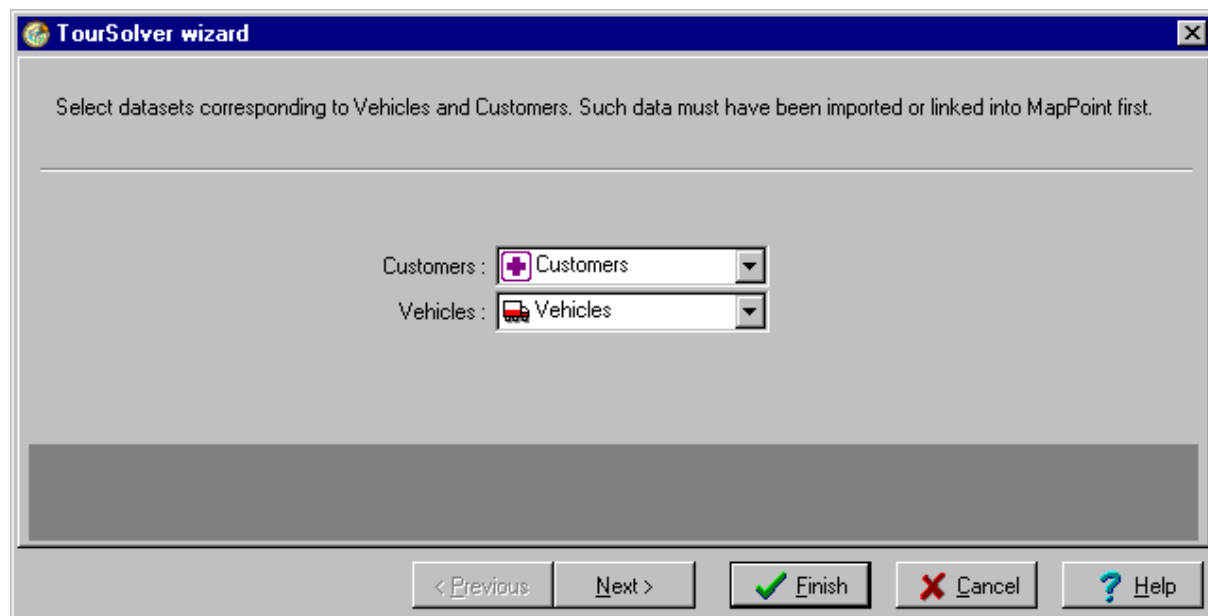 TourSolver wizard
Select datasets corresponding to Vehicles and Customers. Such data must have been imported or linked into MapPoint first.
Customers : Customers
Vehicles : Vehicles
< Previous Next > Finish Cancel Help